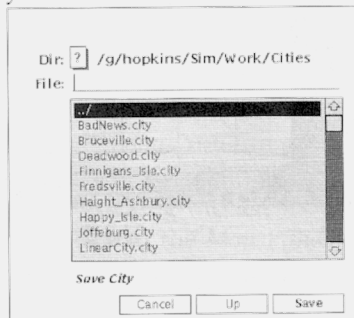 Dir: ? /g/hopkins/Sim/Work/Cities
File:
../
BadNews.city
Bruceville.city
Deadwood.city
Finnigans_Isle.city
Fredsville.city
Haight_Ashbury.city
Happy_Isle.city
Joffeburg.city
LinearCity.city
Save City
Cancel Up Save